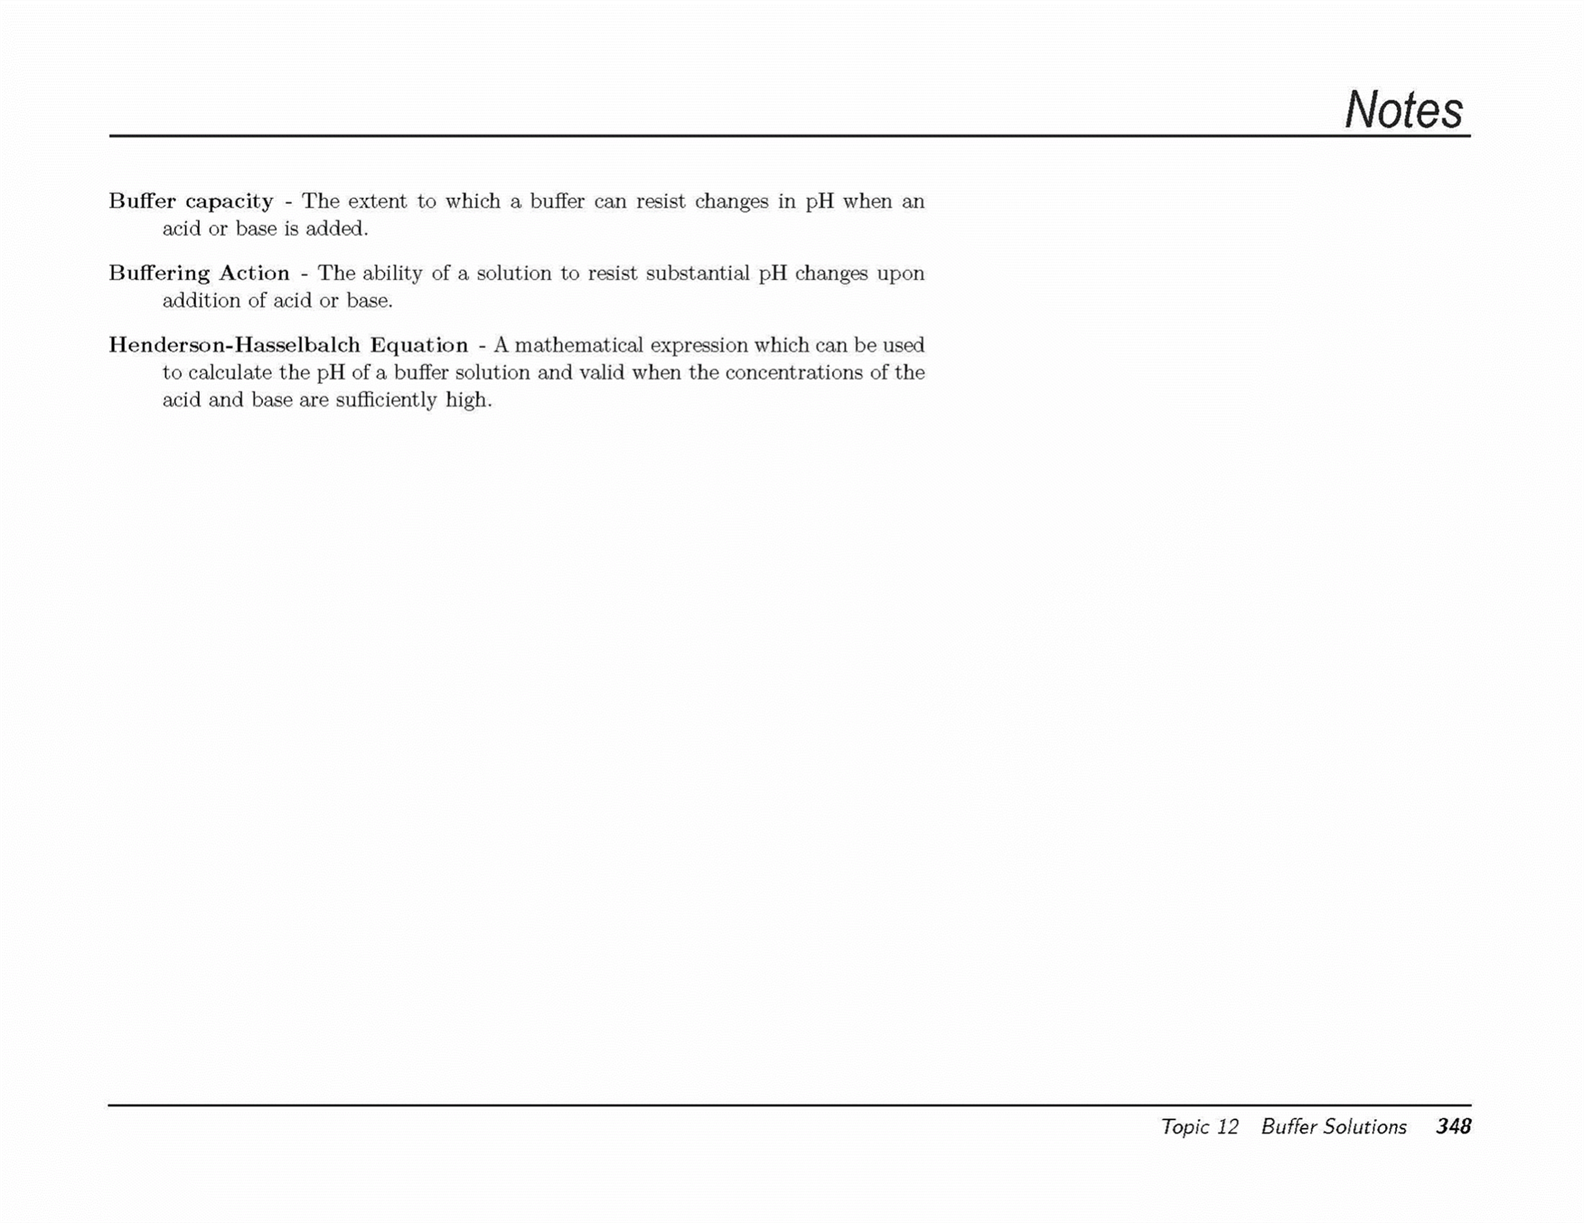 Notes
Buffer capacity - The extent to which a buffer can resist changes in pH when an
acid or base is added.
Buffering Action - The ability of a solution to resist substantial pH changes upon
addition of acid or base.
Henderson-Hasselbalch Equation - A mathematical expression which can be used
to calculate the pH of a buffer solution and valid when the concentrations of the
acid and base are sufficiently high.
Topic 12 Buffer Solutions 348